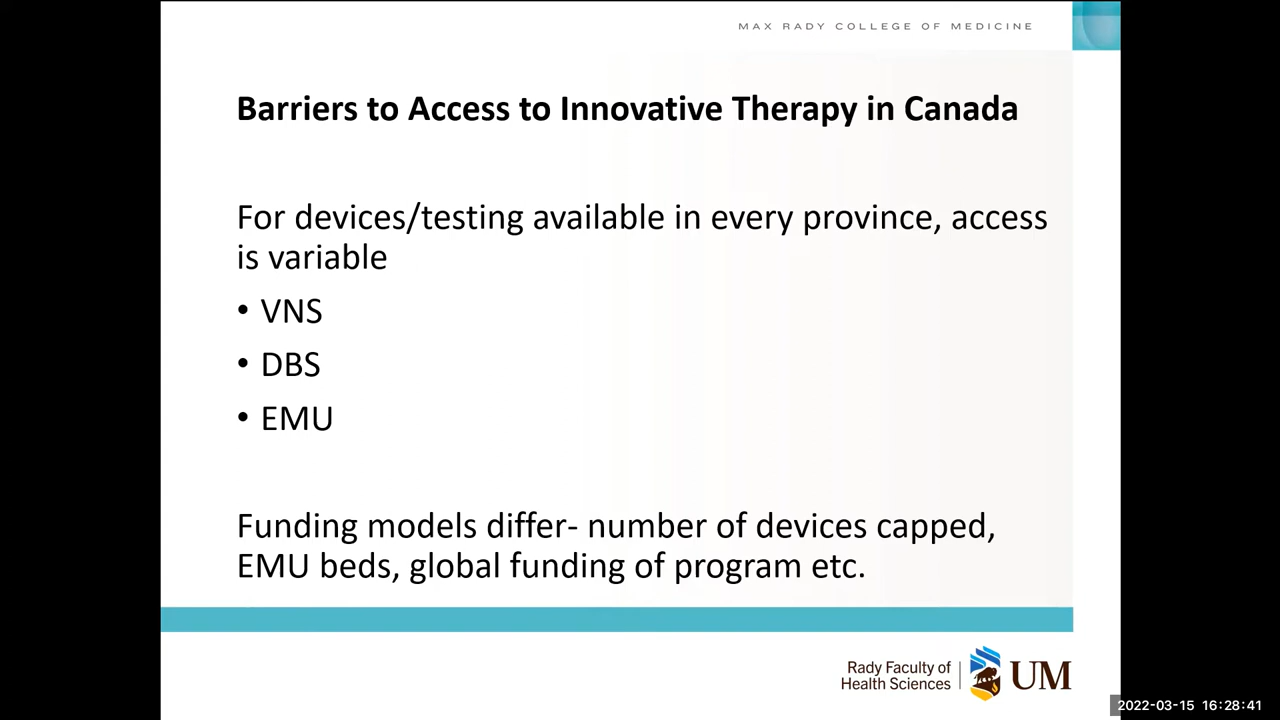 MAX RADY COLLEGE OF MEDICINE
Barriers to Access to Innovative Therapy in Canada
For devices/testing available in every province, access
is variable
• VNS
• DBS
• EMU
Funding models differ- number of devices capped,
EMU beds, global funding of program etc.
Rady Faculty of
Health Sciences
UM
2022-03-15 16:28:41